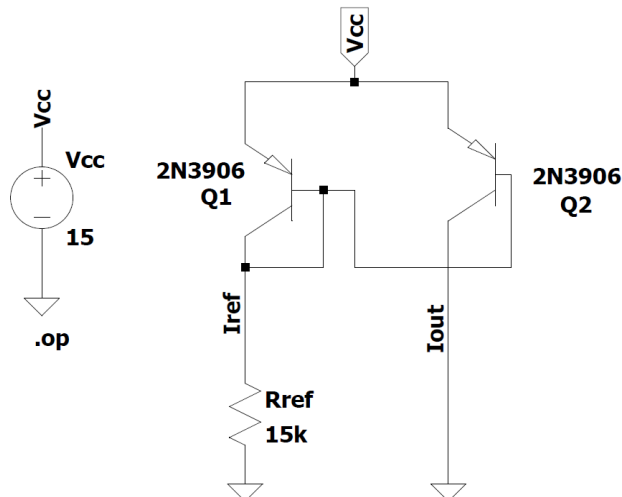 Vcc
Vcc
Vcc
15
.op
2N3906
Q1
2N3906
Q2
Iref
Iout
Rref
15k